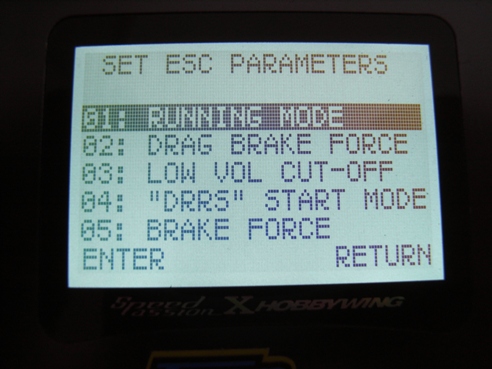 SET ESC PARAMETERS
01: RUNNING MODE
02: DRAG BRAKE FORCE
03: LOW VOL CUT-OFF
04: "DRRS" START MODE
05: BRAKE FORCE
ENTER RETURN
Speed Passion X HOBBYWING